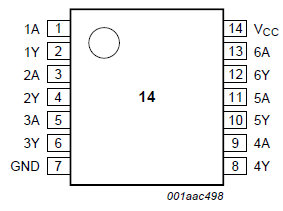 1A 1 14 VCC
1Y 2 13 6A
2A 3 12 6Y
2Y 4 14 11 5A
3A 5 10 5Y
3Y 6 9 4A
GND 7 8 4Y
001aac498